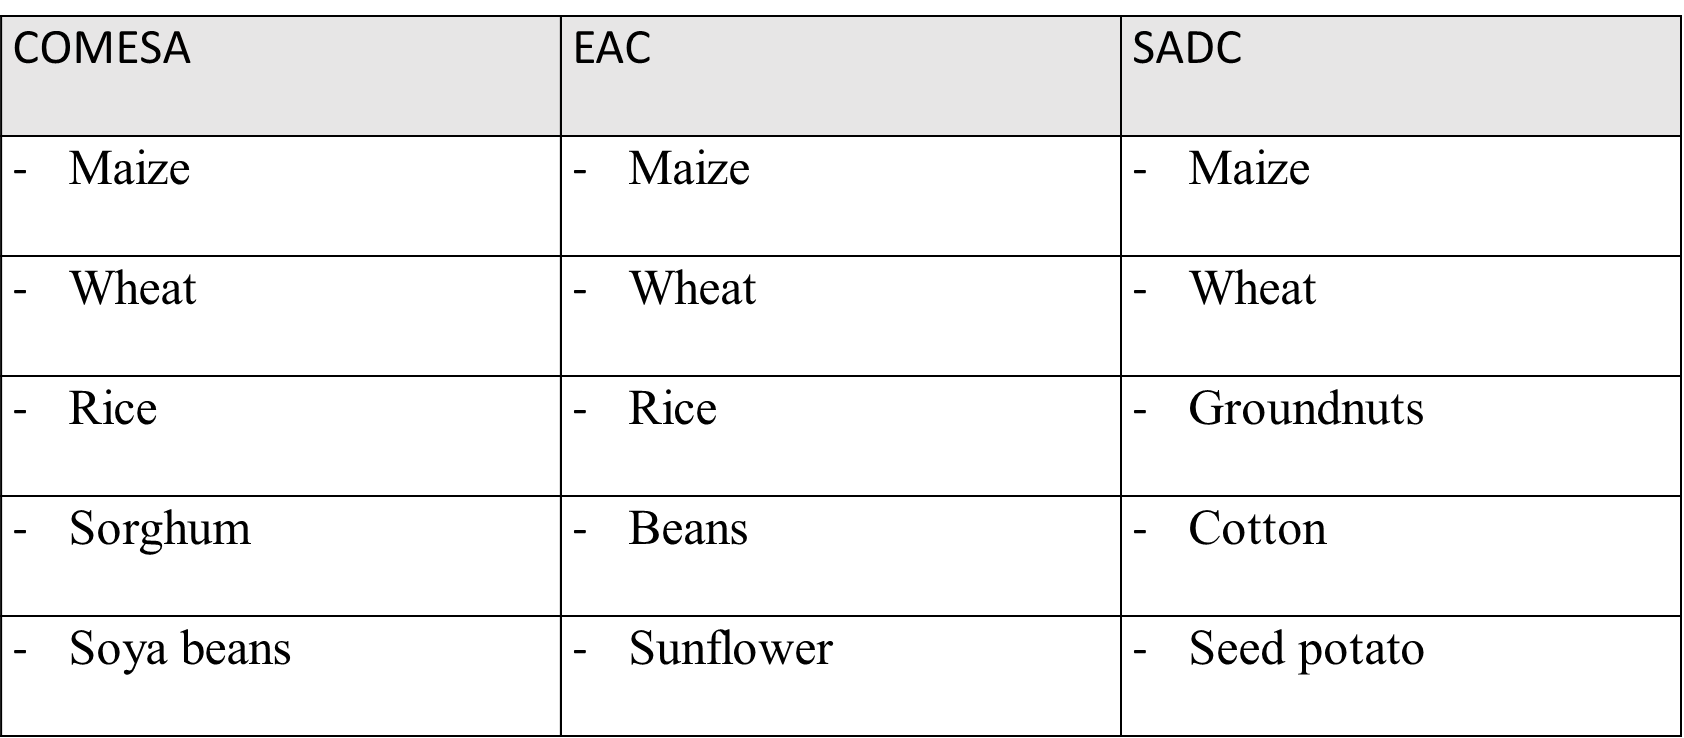 COMESA EAC SADC
- Maize - Maize - Maize
- Wheat - Wheat - Wheat
- Rice - Rice - Groundnuts
- Sorghum - Beans - Cotton
- Soya beans - Sunflower - Seed potato